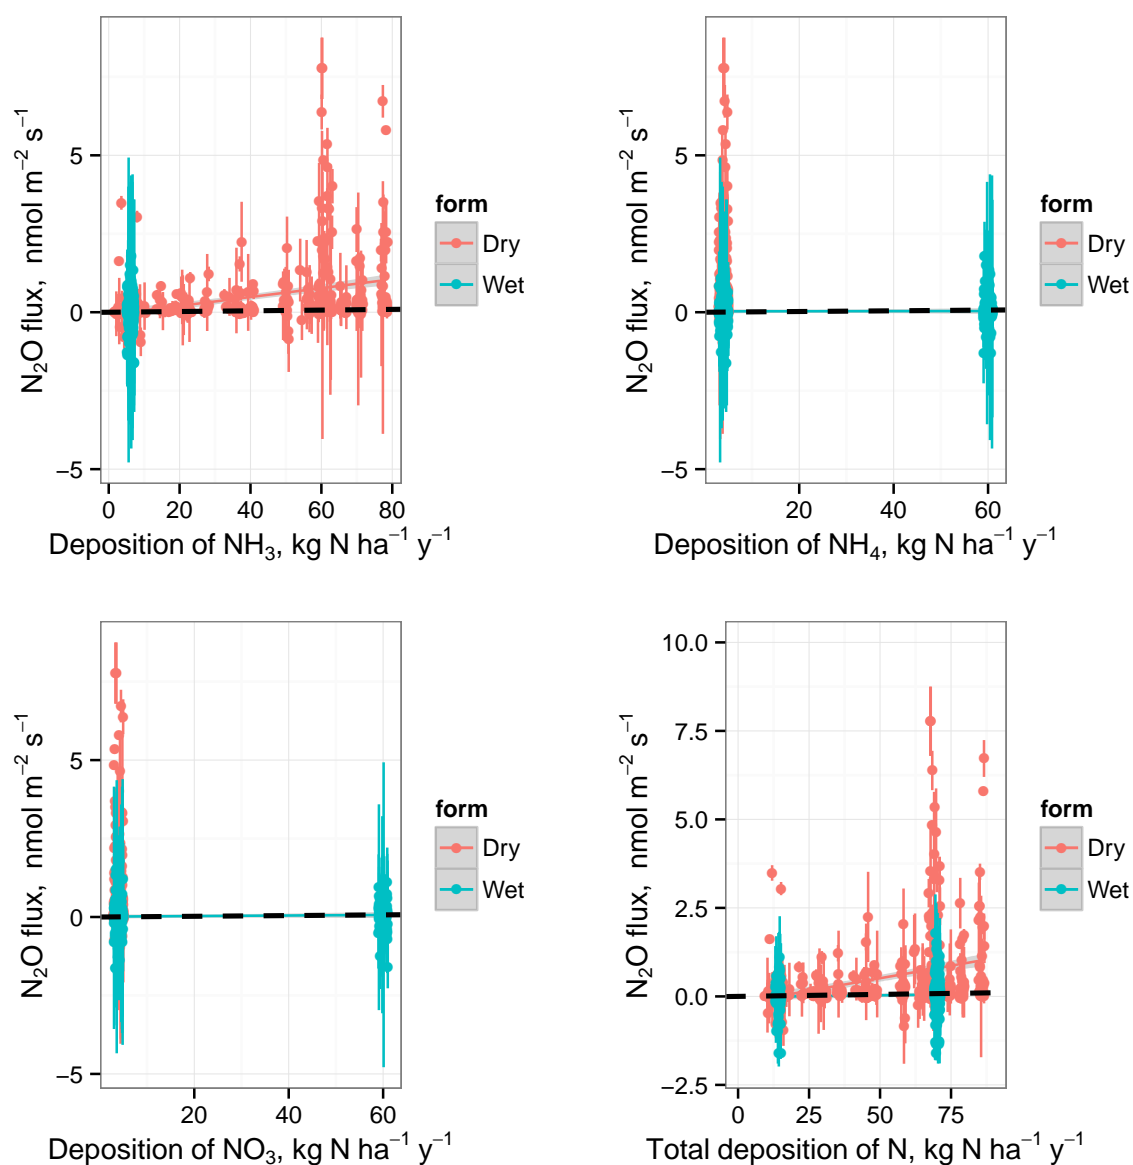 N₂O flux, nmol m⁻² s⁻¹
5
0
−5
0 20 40 60 80
Deposition of NH₃, kg N ha⁻¹ y⁻¹
form
Dry
Wet
N₂O flux, nmol m⁻² s⁻¹
5
0
−5
20 40 60
Deposition of NH₄, kg N ha⁻¹ y⁻¹
form
Dry
Wet
N₂O flux, nmol m⁻² s⁻¹
5
0
−5
20 40 60
Deposition of NO₃, kg N ha⁻¹ y⁻¹
form
Dry
Wet
N₂O flux, nmol m⁻² s⁻¹
10.0
7.5
5.0
2.5
0.0
−2.5
0 25 50 75
Total deposition of N, kg N ha⁻¹ y⁻¹
form
Dry
Wet